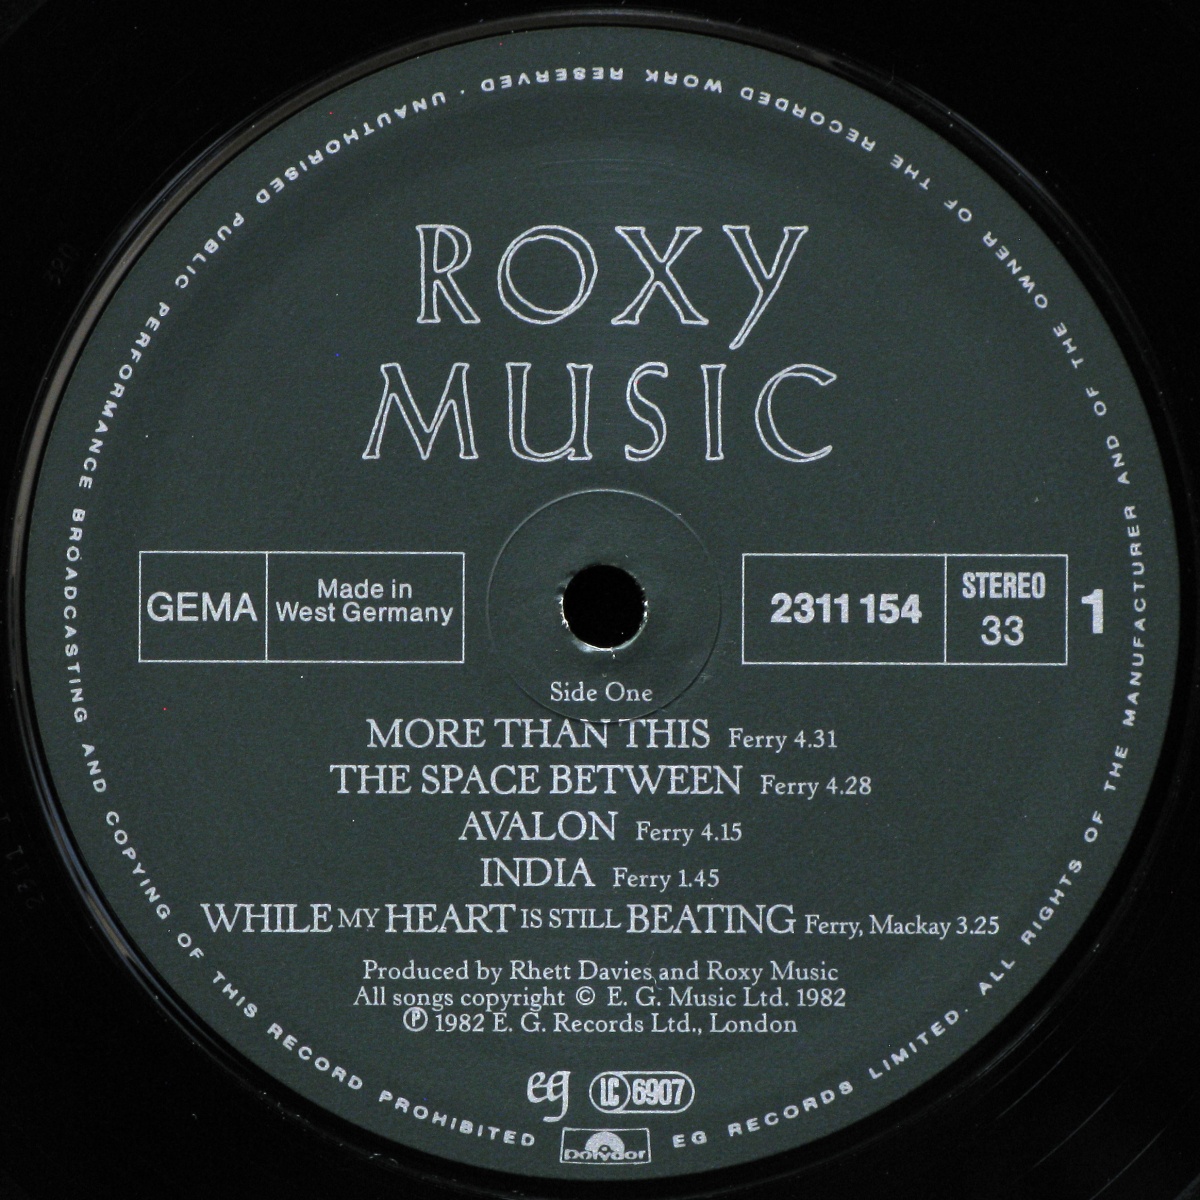 ROXY
MUSIC
GEMA
Made in
West Germany
2311 154
STEREO
33
1
Side One
MORE THAN THIS Ferry 4.31
THE SPACE BETWEEN Ferry 4.28
AVALON Ferry 4.15
INDIA Ferry 1.45
WHILE MY HEART IS STILL BEATING Ferry, Mackay 3.25
Produced by Rhett Davies and Roxy Music
All songs copyright © E. G. Music Ltd. 1982
℗ 1982 E. G. Records Ltd., London
eg
LC 6907
polydor
EG RECORDS LIMITED. ALL RIGHTS OF THE MANUFACTURER AND OF THE OWNER OF THE RECORDED WORK RESERVED · UNAUTHORISED PUBLIC PERFORMANCE BROADCASTING AND COPYING OF THIS RECORD PROHIBITED